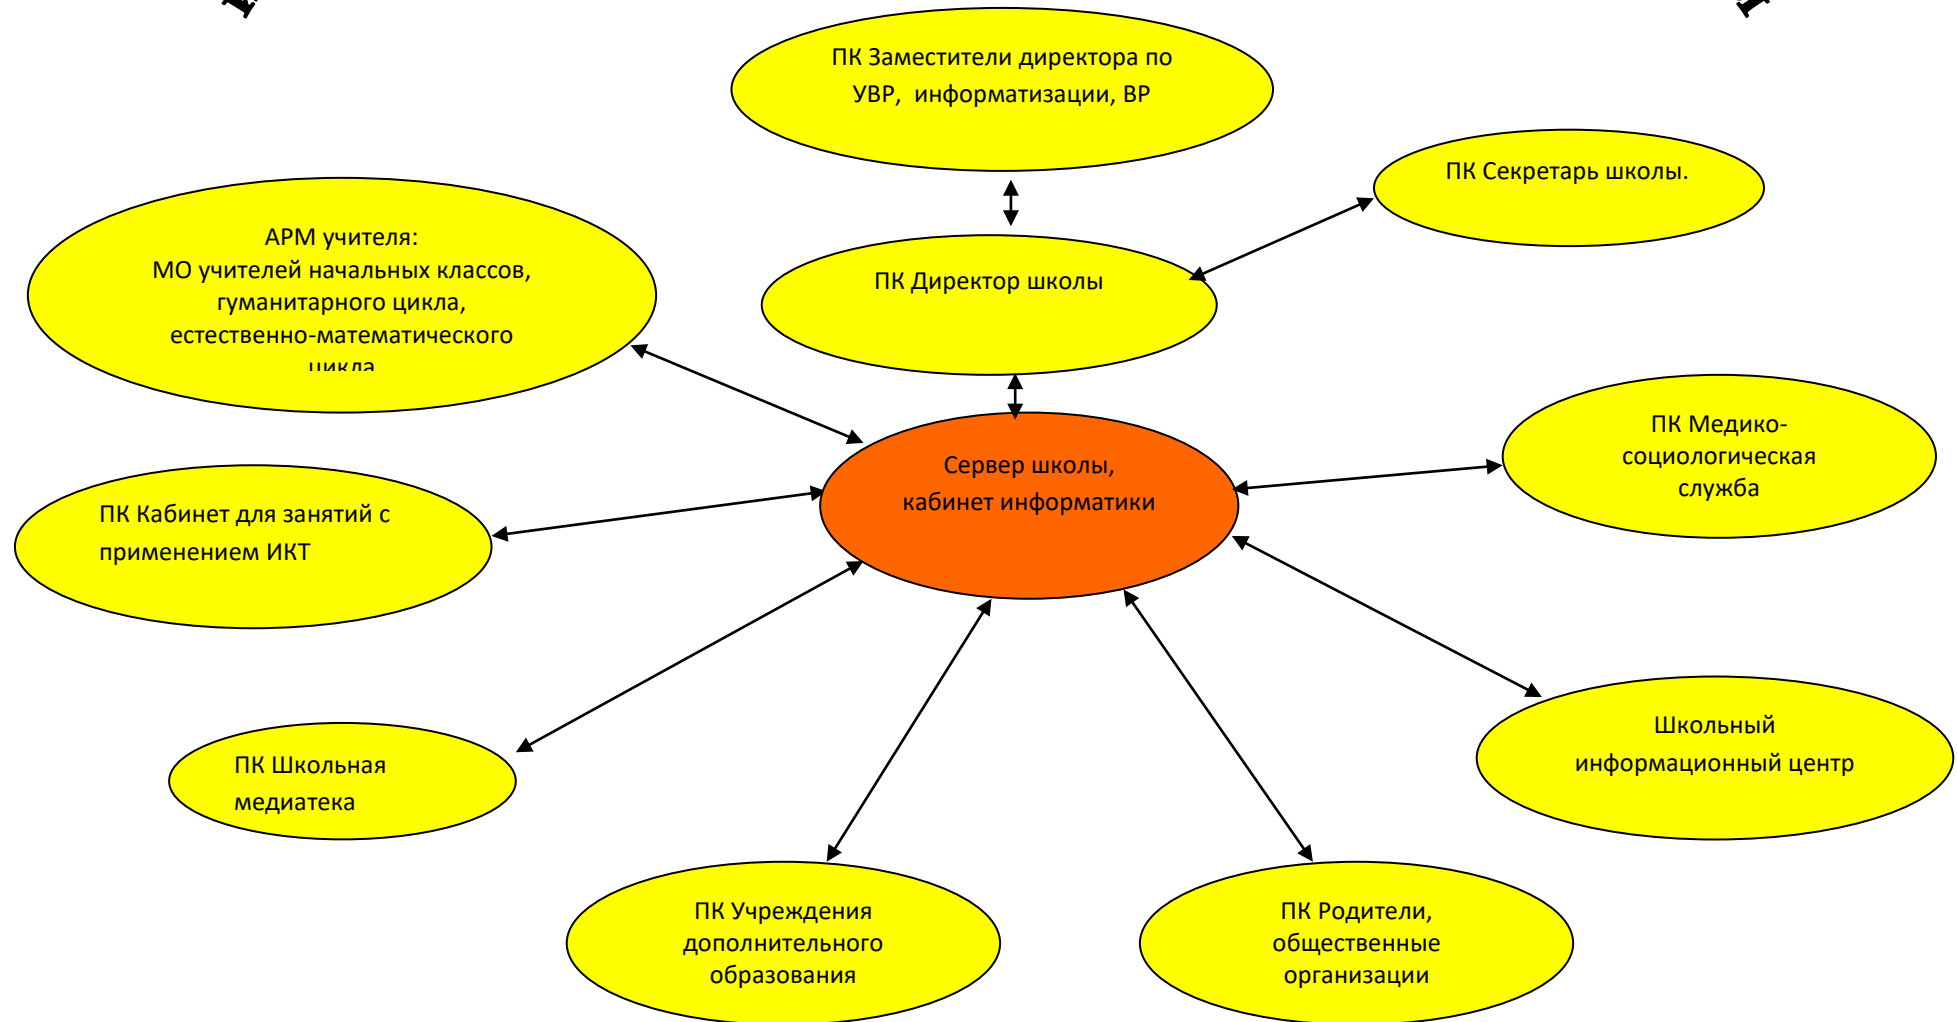 ПК Заместители директора по
УВР, информатизации, ВР
ПК Секретарь школы.
АРМ учителя:
МО учителей начальных классов,
гуманитарного цикла,
естественно-математического
цикла
ПК Директор школы
Сервер школы,
кабинет информатики
ПК Медико-
социологическая
служба
ПК Кабинет для занятий с
применением ИКТ
Школьный
информационный центр
ПК Школьная
медиатека
ПК Учреждения
дополнительного
образования
ПК Родители,
общественные
организации